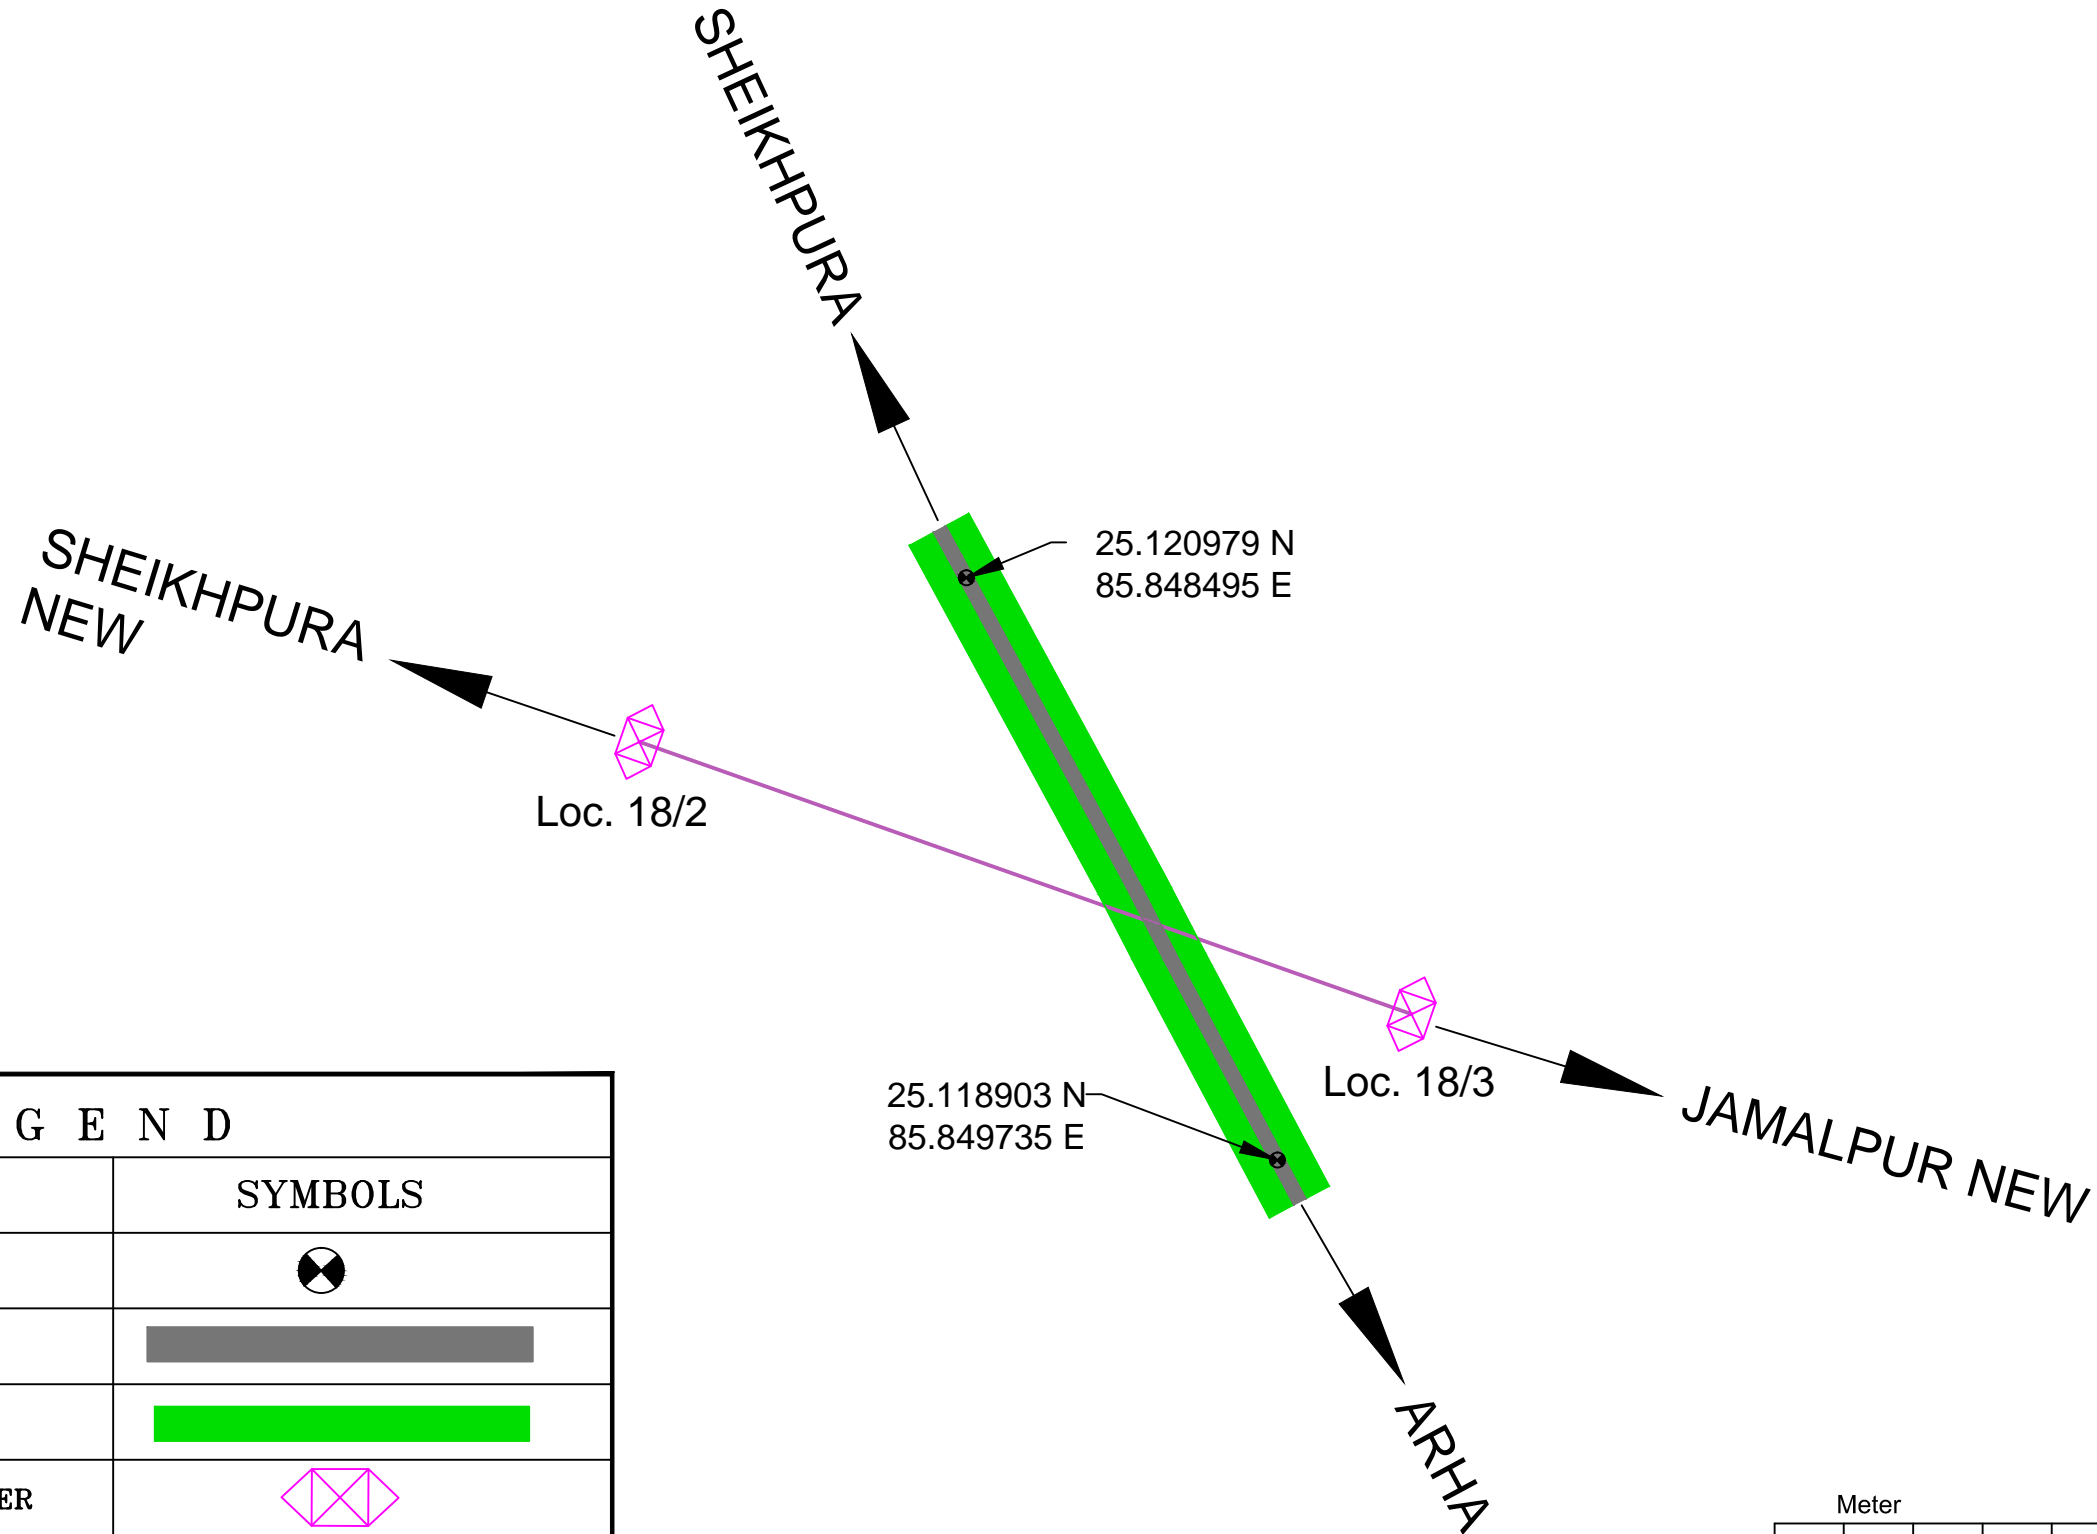 SHEIKHPURA
25.120979 N
85.848495 E
SHEIKHPURA
NEW
Loc. 18/2
Loc. 18/3
25.118903 N
85.849735 E
JAMALPUR NEW
ARHA
G E N D
SYMBOLS
ER
Meter